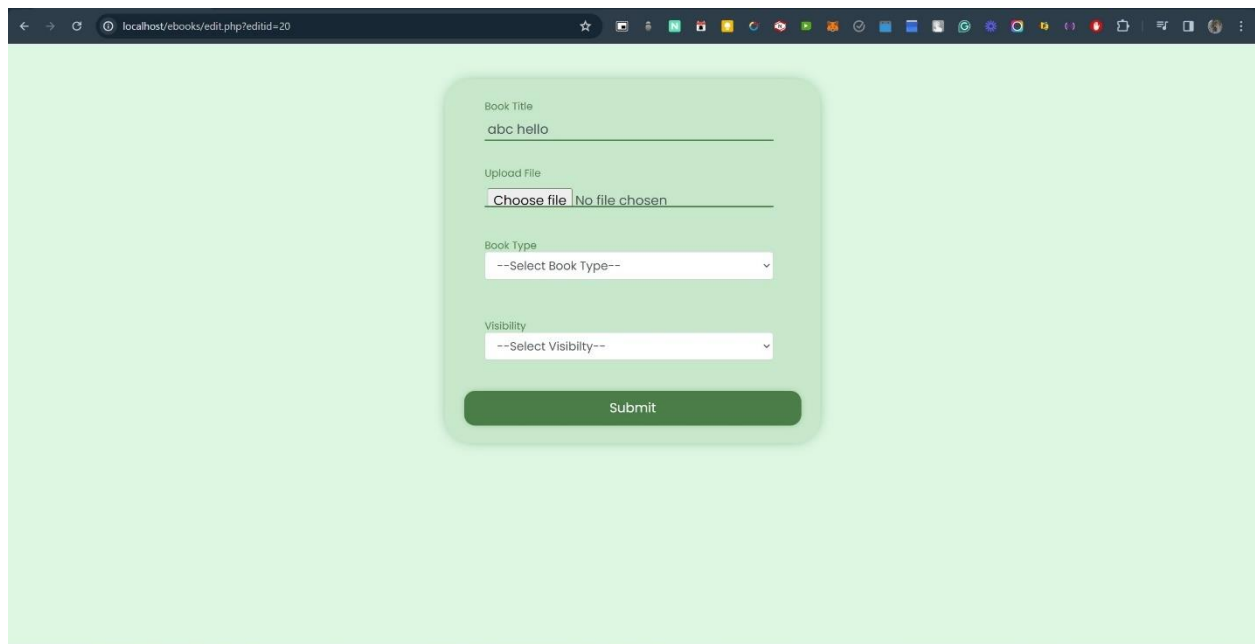 localhost/ebooks/edit.php?editid=20
Book Title
abc hello
Upload File
Choose file No file chosen
Book Type
--Select Book Type--
Visibility
--Select Visibilty--
Submit